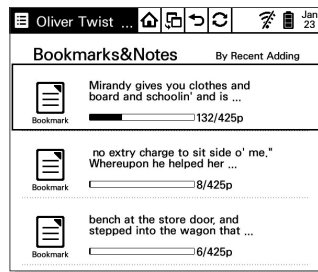 Oliver Twist ...
Jan
23
Bookmarks&Notes
By Recent Adding
Mirandy gives you clothes and
board and schoolin' and is ...
Bookmark
132/425p
no extry charge to sit side o' me,"
Whereupon he helped her ...
Bookmark
8/425p
bench at the store door, and
stepped into the wagon that ...
Bookmark
6/425p